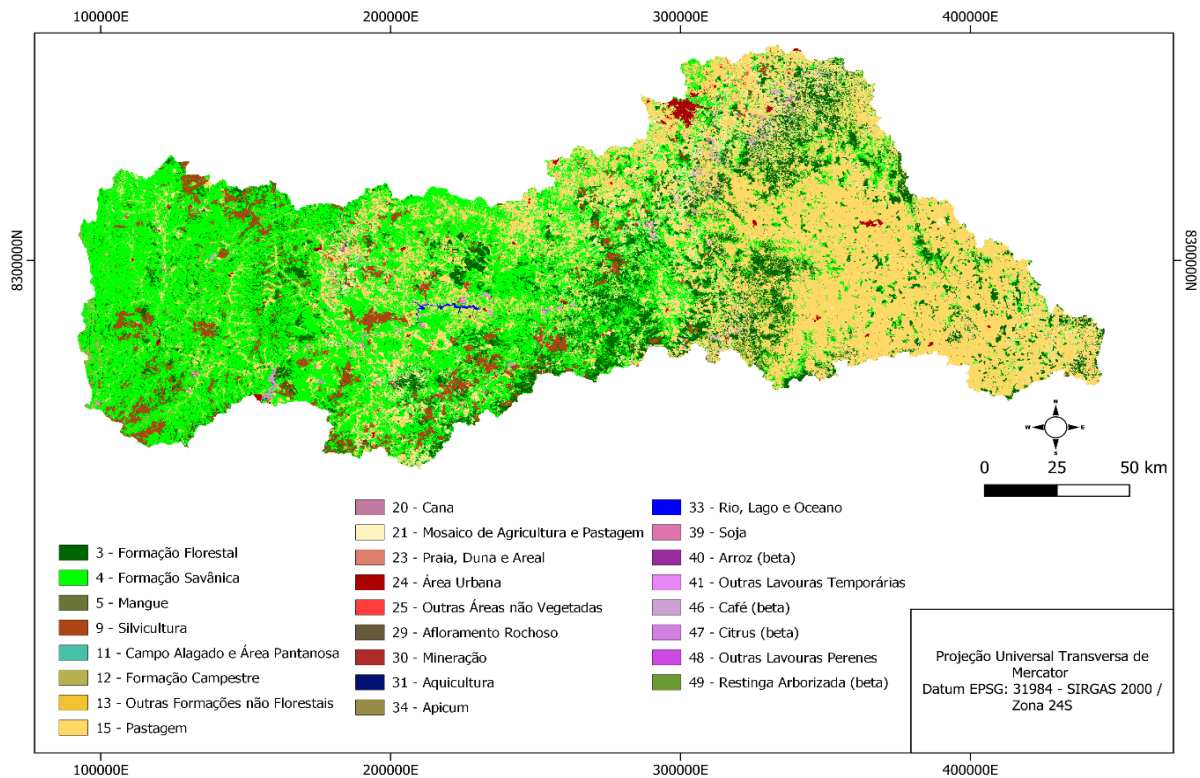 100000E 200000E 300000E 400000E
8300000N
8300000N
N
W E
S
0 25 50 km
3 - Formação Florestal
4 - Formação Savânica
5 - Mangue
9 - Silvicultura
11 - Campo Alagado e Área Pantanosa
12 - Formação Campestre
13 - Outras Formações não Florestais
15 - Pastagem
20 - Cana
21 - Mosaico de Agricultura e Pastagem
23 - Praia, Duna e Areal
24 - Área Urbana
25 - Outras Áreas não Vegetadas
29 - Afloramento Rochoso
30 - Mineração
31 - Aquicultura
34 - Apicum
33 - Rio, Lago e Oceano
39 - Soja
40 - Arroz (beta)
41 - Outras Lavouras Temporárias
46 - Café (beta)
47 - Citrus (beta)
48 - Outras Lavouras Perenes
49 - Restinga Arborizada (beta)
Projeção Universal Transversa de
Mercator
Datum EPSG: 31984 - SIRGAS 2000 /
Zona 24S
100000E 200000E 300000E 400000E